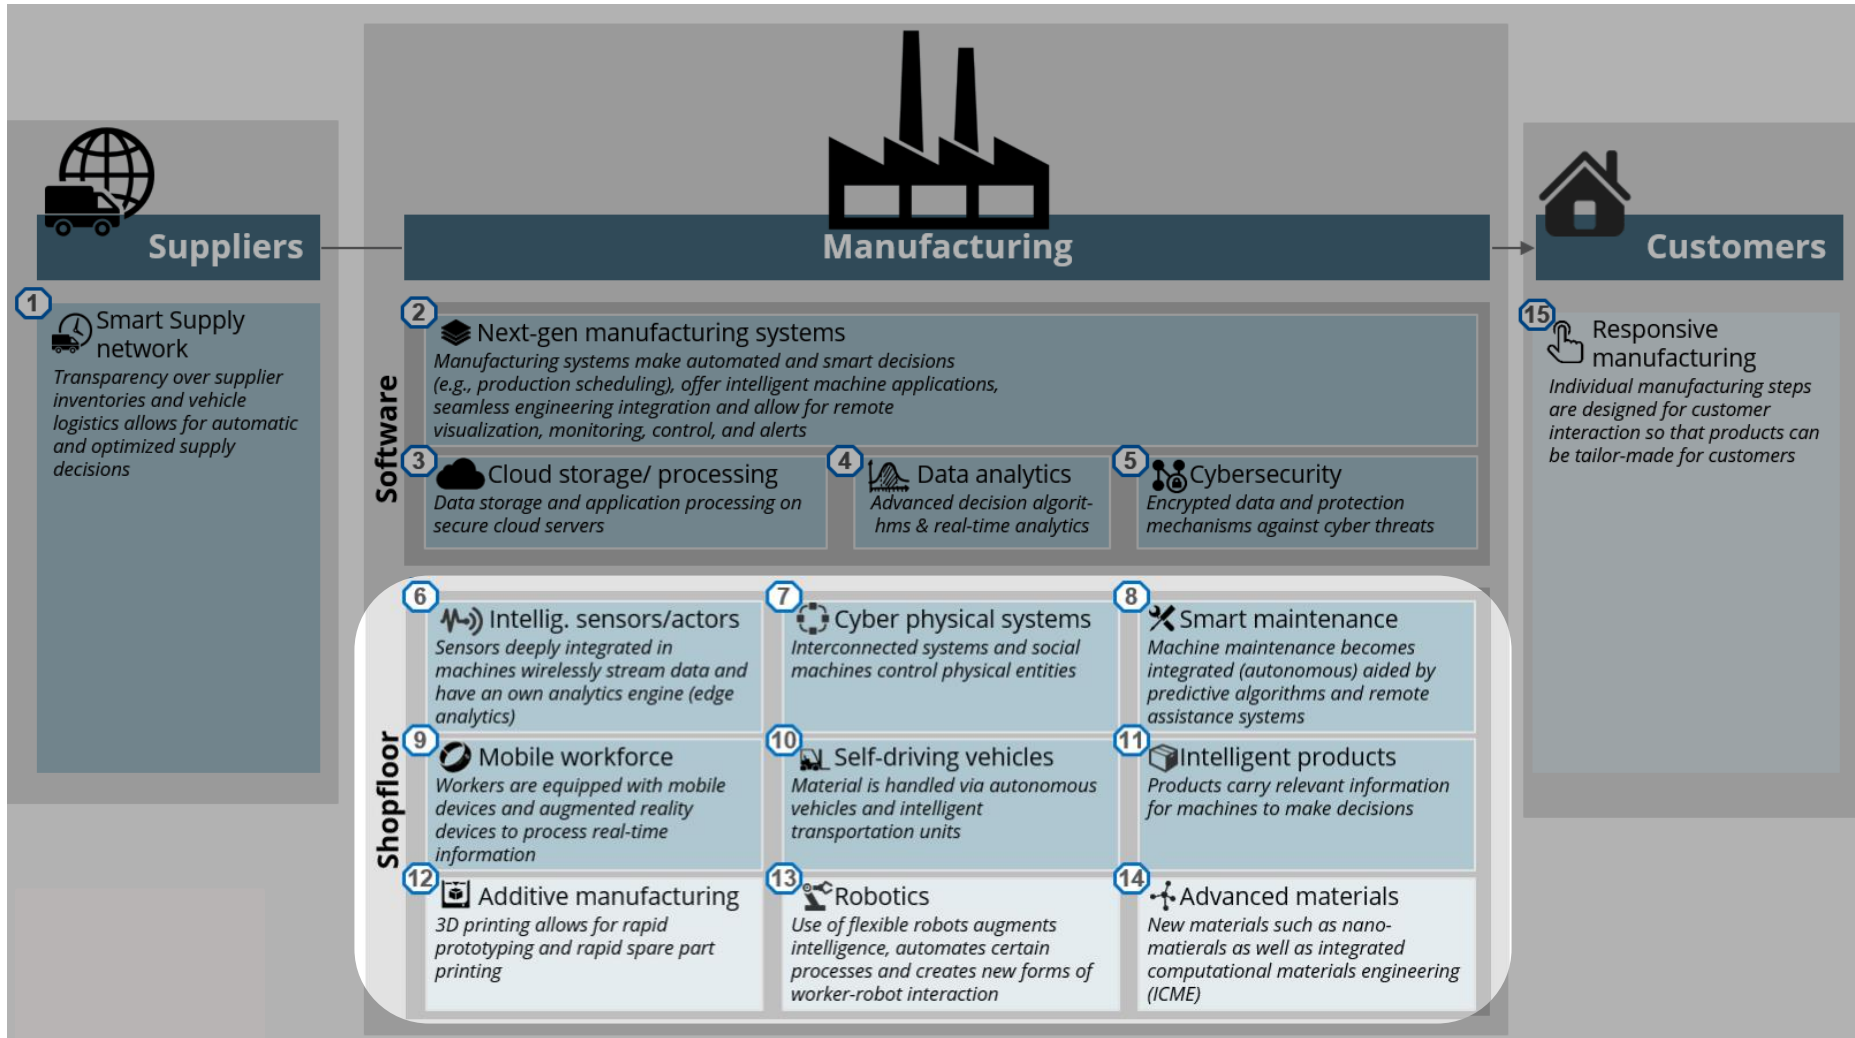 Suppliers
Manufacturing
Customers
1
Smart Supply
network
Transparency over supplier
inventories and vehicle
logistics allows for automatic
and optimized supply
decisions
Software
2
Next-gen manufacturing systems
Manufacturing systems make automated and smart decisions
(e.g., production scheduling), offer intelligent machine applications,
seamless engineering integration and allow for remote
visualization, monitoring, control, and alerts
3
Cloud storage/ processing
Data storage and application processing on
secure cloud servers
4
Data analytics
Advanced decision algorit-
hms & real-time analytics
5
Cybersecurity
Encrypted data and protection
mechanisms against cyber threats
Shopfloor
6
Intellig. sensors/actors
Sensors deeply integrated in
machines wirelessly stream data and
have an own analytics engine (edge
analytics)
7
Cyber physical systems
Interconnected systems and social
machines control physical entities
8
Smart maintenance
Machine maintenance becomes
integrated (autonomous) aided by
predictive algorithms and remote
assistance systems
9
Mobile workforce
Workers are equipped with mobile
devices and augmented reality
devices to process real-time
information
10
Self-driving vehicles
Material is handled via autonomous
vehicles and intelligent
transportation units
11
Intelligent products
Products carry relevant information
for machines to make decisions
12
Additive manufacturing
3D printing allows for rapid
prototyping and rapid spare part
printing
13
Robotics
Use of flexible robots augments
intelligence, automates certain
processes and creates new forms of
worker-robot interaction
14
Advanced materials
New materials such as nano-
matierals as well as integrated
computational materials engineering
(ICME)
15
Responsive
manufacturing
Individual manufacturing steps
are designed for customer
interaction so that products can
be tailor-made for customers